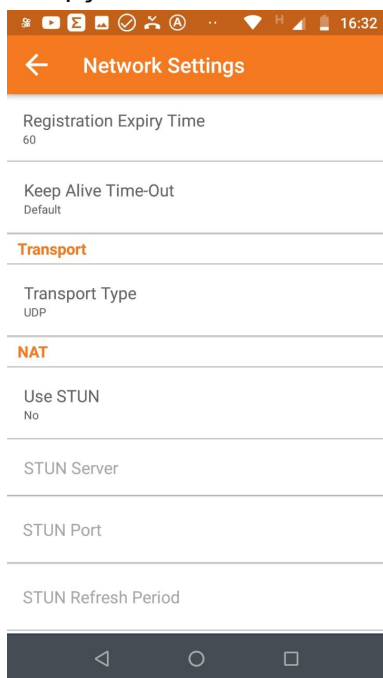 H 16:32
Network Settings
Registration Expiry Time
60
Keep Alive Time-Out
Default
Transport
Transport Type
UDP
NAT
Use STUN
No
STUN Server
STUN Port
STUN Refresh Period